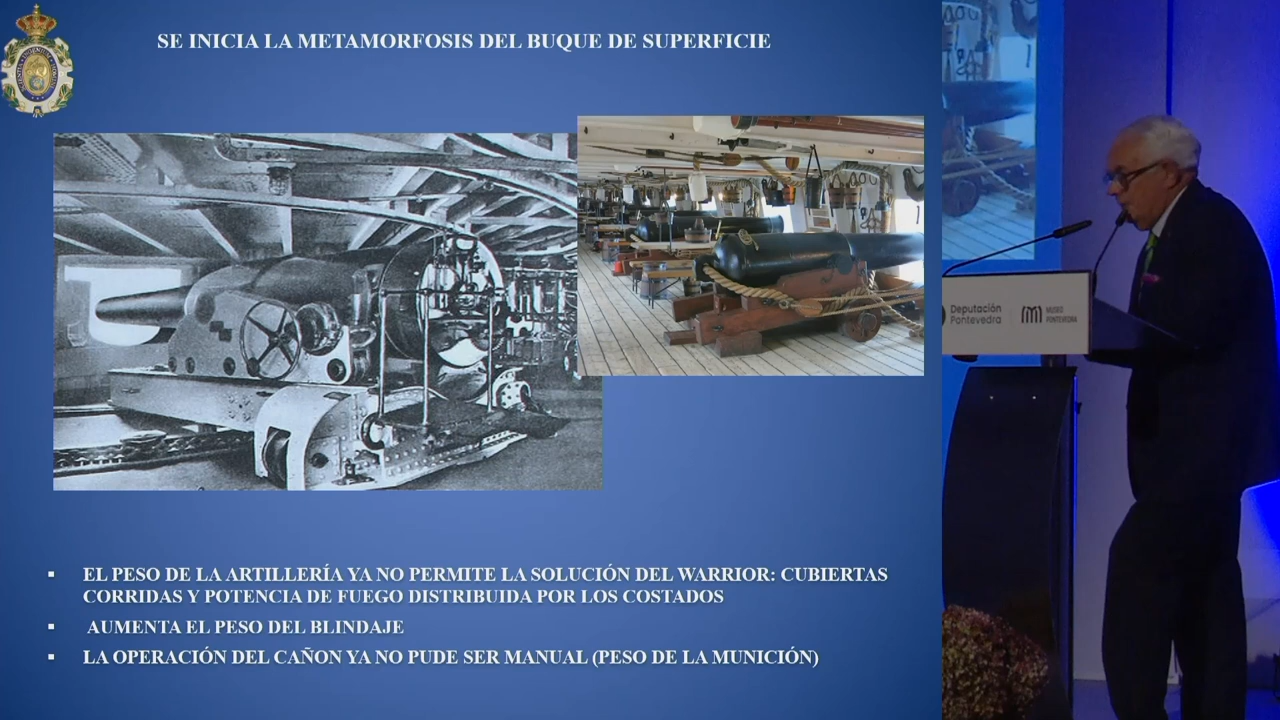 SE INICIA LA METAMORFOSIS DEL BUQUE DE SUPERFICIE
▪ EL PESO DE LA ARTILLERÍA YA NO PERMITE LA SOLUCIÓN DEL WARRIOR: CUBIERTAS
CORRIDAS Y POTENCIA DE FUEGO DISTRIBUIDA POR LOS COSTADOS
▪ AUMENTA EL PESO DEL BLINDAJE
▪ LA OPERACIÓN DEL CAÑON YA NO PUDE SER MANUAL (PESO DE LA MUNICIÓN)
Deputación
Pontevedra
MUSEO
PONTEVEDRA